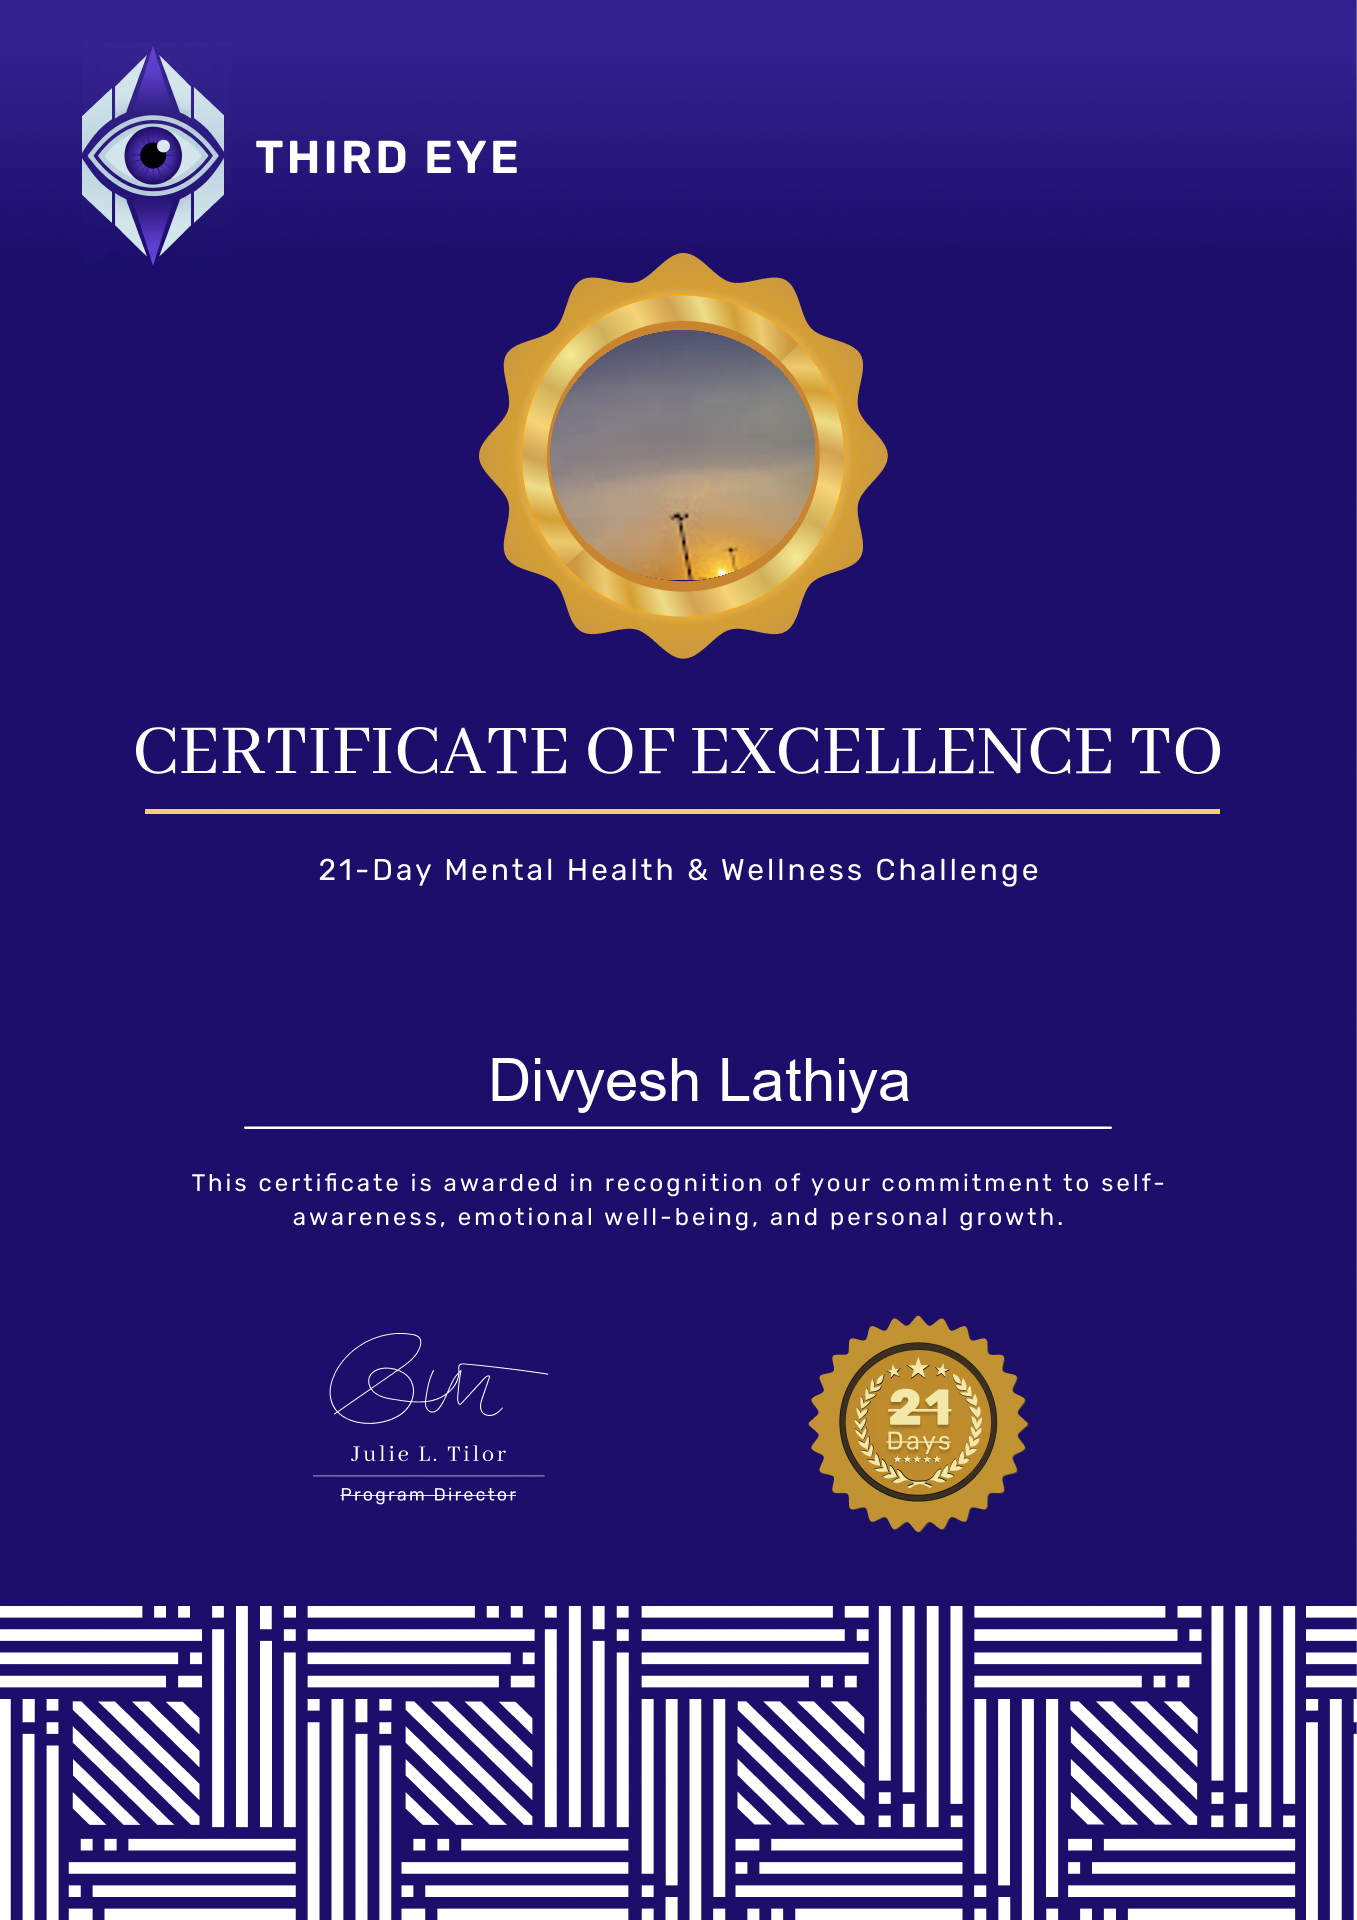 THIRD EYE
CERTIFICATE OF EXCELLENCE TO
21-Day Mental Health & Wellness Challenge
Divyesh Lathiya
This certificate is awarded in recognition of your commitment to self-
awareness, emotional well-being, and personal growth.
Julie L. Tilor
Program Director
21
Days